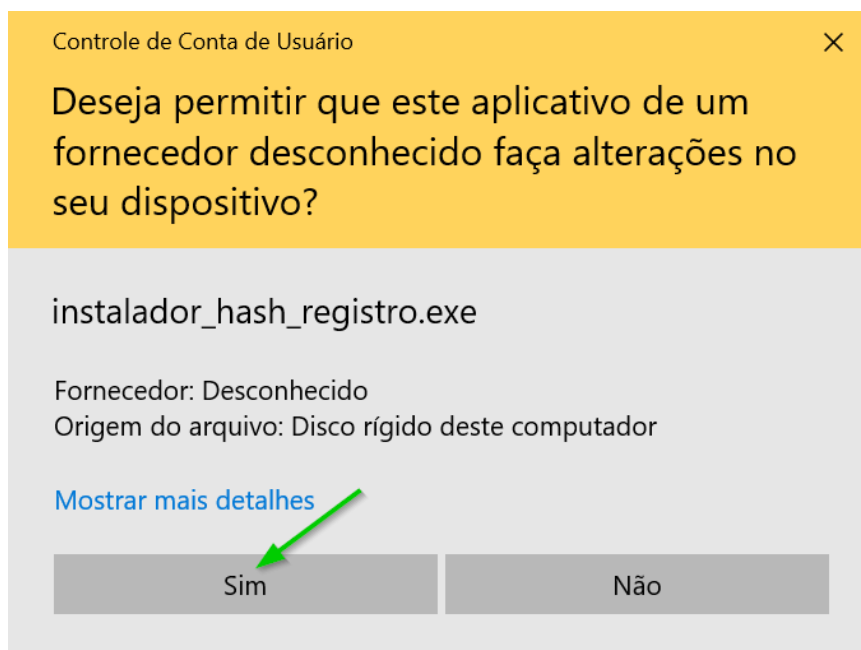 Controle de Conta de Usuário
Deseja permitir que este aplicativo de um
fornecedor desconhecido faça alterações no
seu dispositivo?
instalador_hash_registro.exe
Fornecedor: Desconhecido
Origem do arquivo: Disco rígido deste computador
Mostrar mais detalhes
Sim
Não